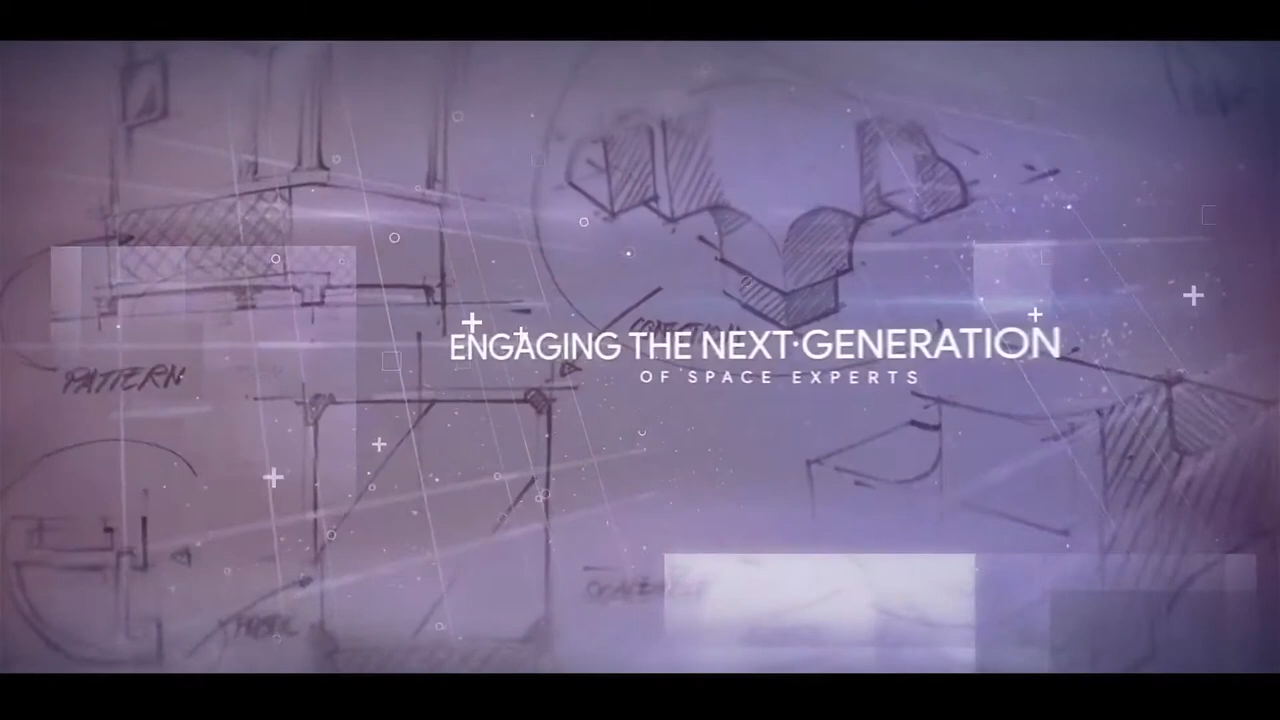 ENGAGING THE NEXT GENERATION
OF SPACE EXPERTS
PATTERN